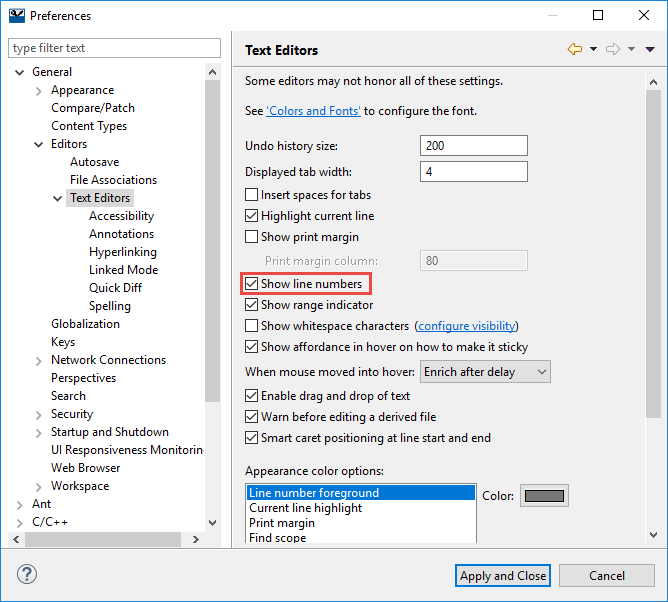 Preferences
type filter text
General
Appearance
Compare/Patch
Content Types
Editors
Autosave
File Associations
Text Editors
Accessibility
Annotations
Hyperlinking
Linked Mode
Quick Diff
Spelling
Globalization
Keys
Network Connections
Perspectives
Search
Security
Startup and Shutdown
UI Responsiveness Monitorin
Web Browser
Workspace
Ant
C/C++
Text Editors
Some editors may not honor all of these settings.
See 'Colors and Fonts' to configure the font.
Undo history size: 200
Displayed tab width: 4
Insert spaces for tabs
Highlight current line
Show print margin
Print margin column: 80
Show line numbers
Show range indicator
Show whitespace characters (configure visibility)
Show affordance in hover on how to make it sticky
When mouse moved into hover: Enrich after delay
Enable drag and drop of text
Warn before editing a derived file
Smart caret positioning at line start and end
Appearance color options:
Line number foreground
Current line highlight
Print margin
Find scope
Color:
?
Apply and Close
Cancel